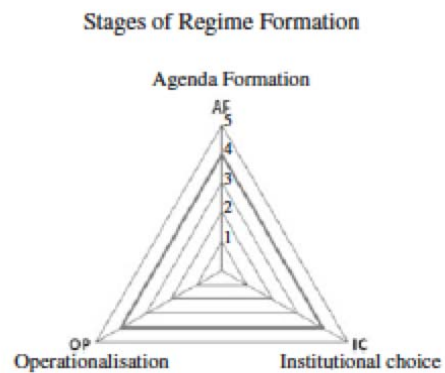 Stages of Regime Formation
Agenda Formation
AF
5
4
3
2
1
OP
IC
Operationalisation
Institutional choice